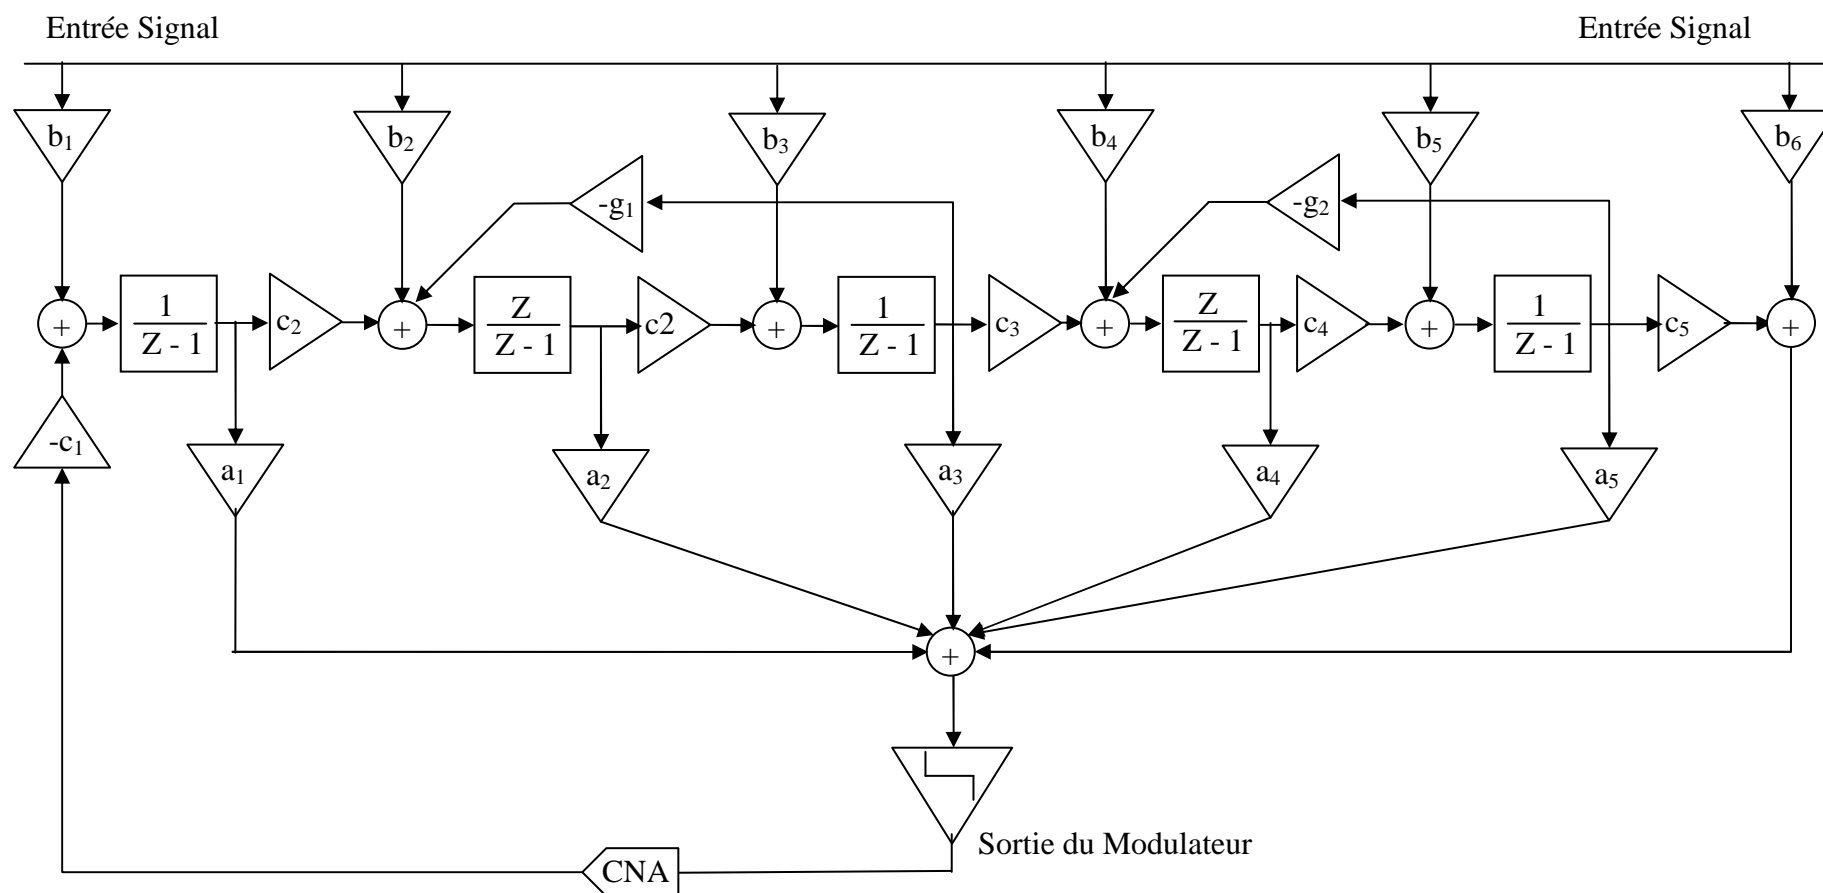 Entrée Signal
Entrée Signal
b₁
b₂
b₃
b₄
b₅
b₆
-g₁
-g₂
+
1
Z - 1
c₂
+
Z
Z - 1
c2
+
1
Z - 1
c₃
+
Z
Z - 1
c₄
+
1
Z - 1
c₅
+
-c₁
a₁
a₂
a₃
a₄
a₅
+
Sortie du Modulateur
CNA